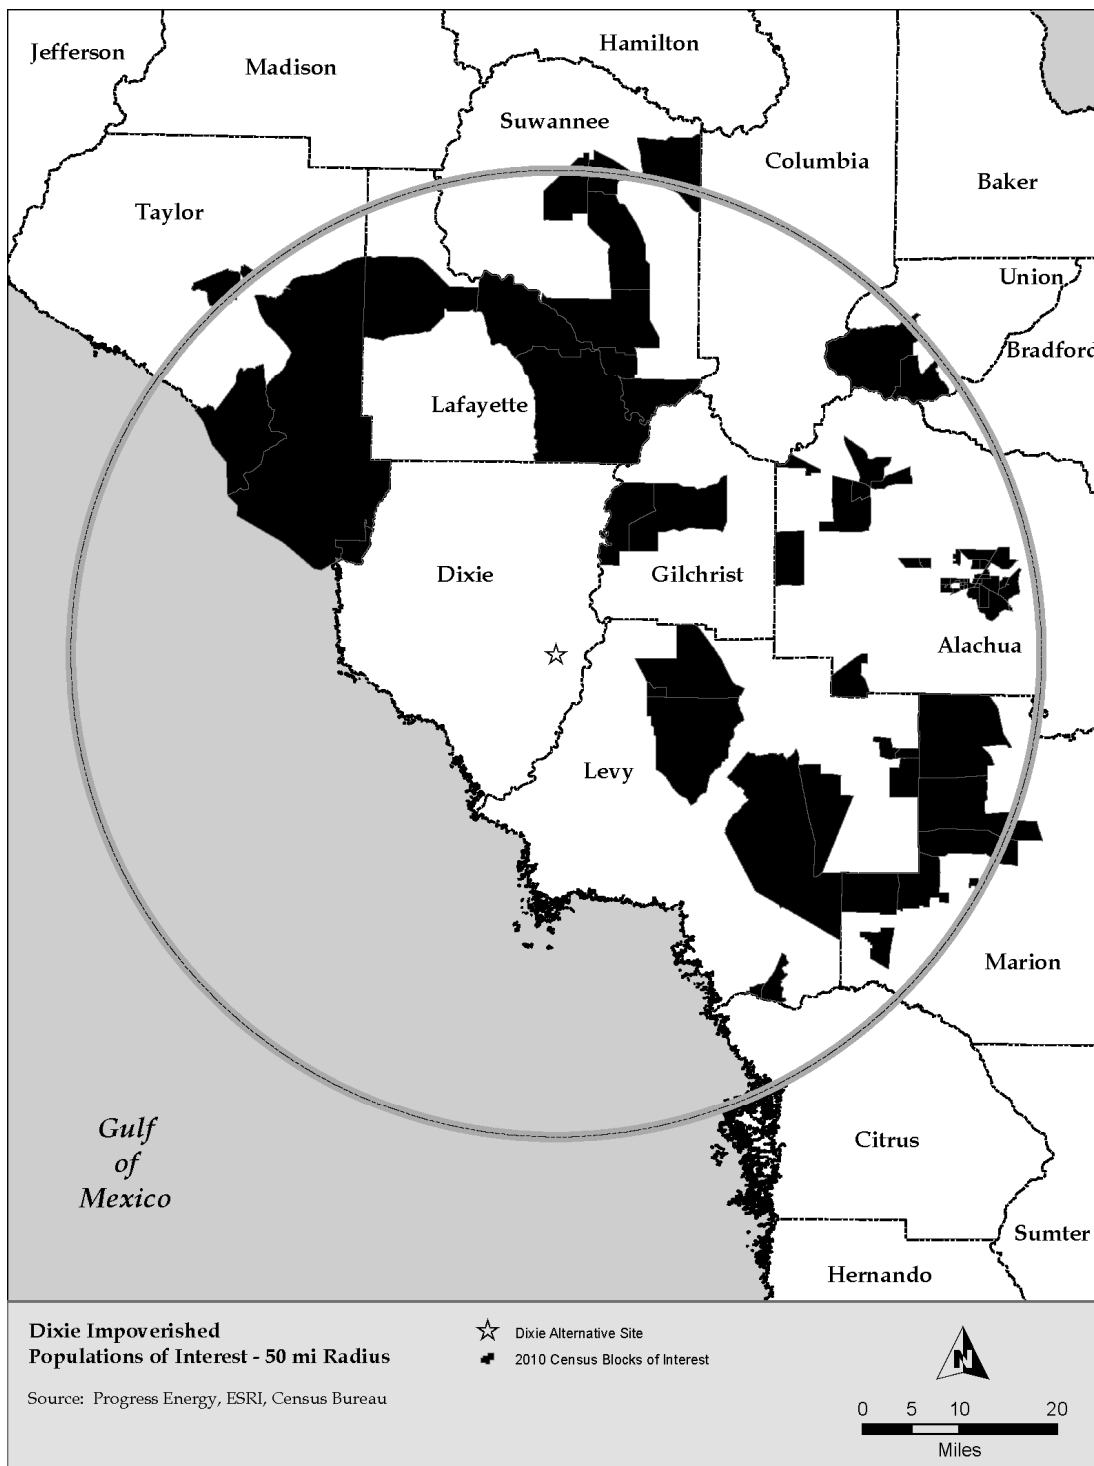 Jefferson
Madison
Hamilton
Suwannee
Columbia
Baker
Taylor
Union
Bradford
Lafayette
Dixie
Gilchrist
Alachua
Levy
Marion
Gulf
of
Mexico
Citrus
Sumter
Hernando
Dixie Impoverished
Populations of Interest - 50 mi Radius
Source: Progress Energy, ESRI, Census Bureau
Dixie Alternative Site
2010 Census Blocks of Interest
N
0 5 10 20
Miles